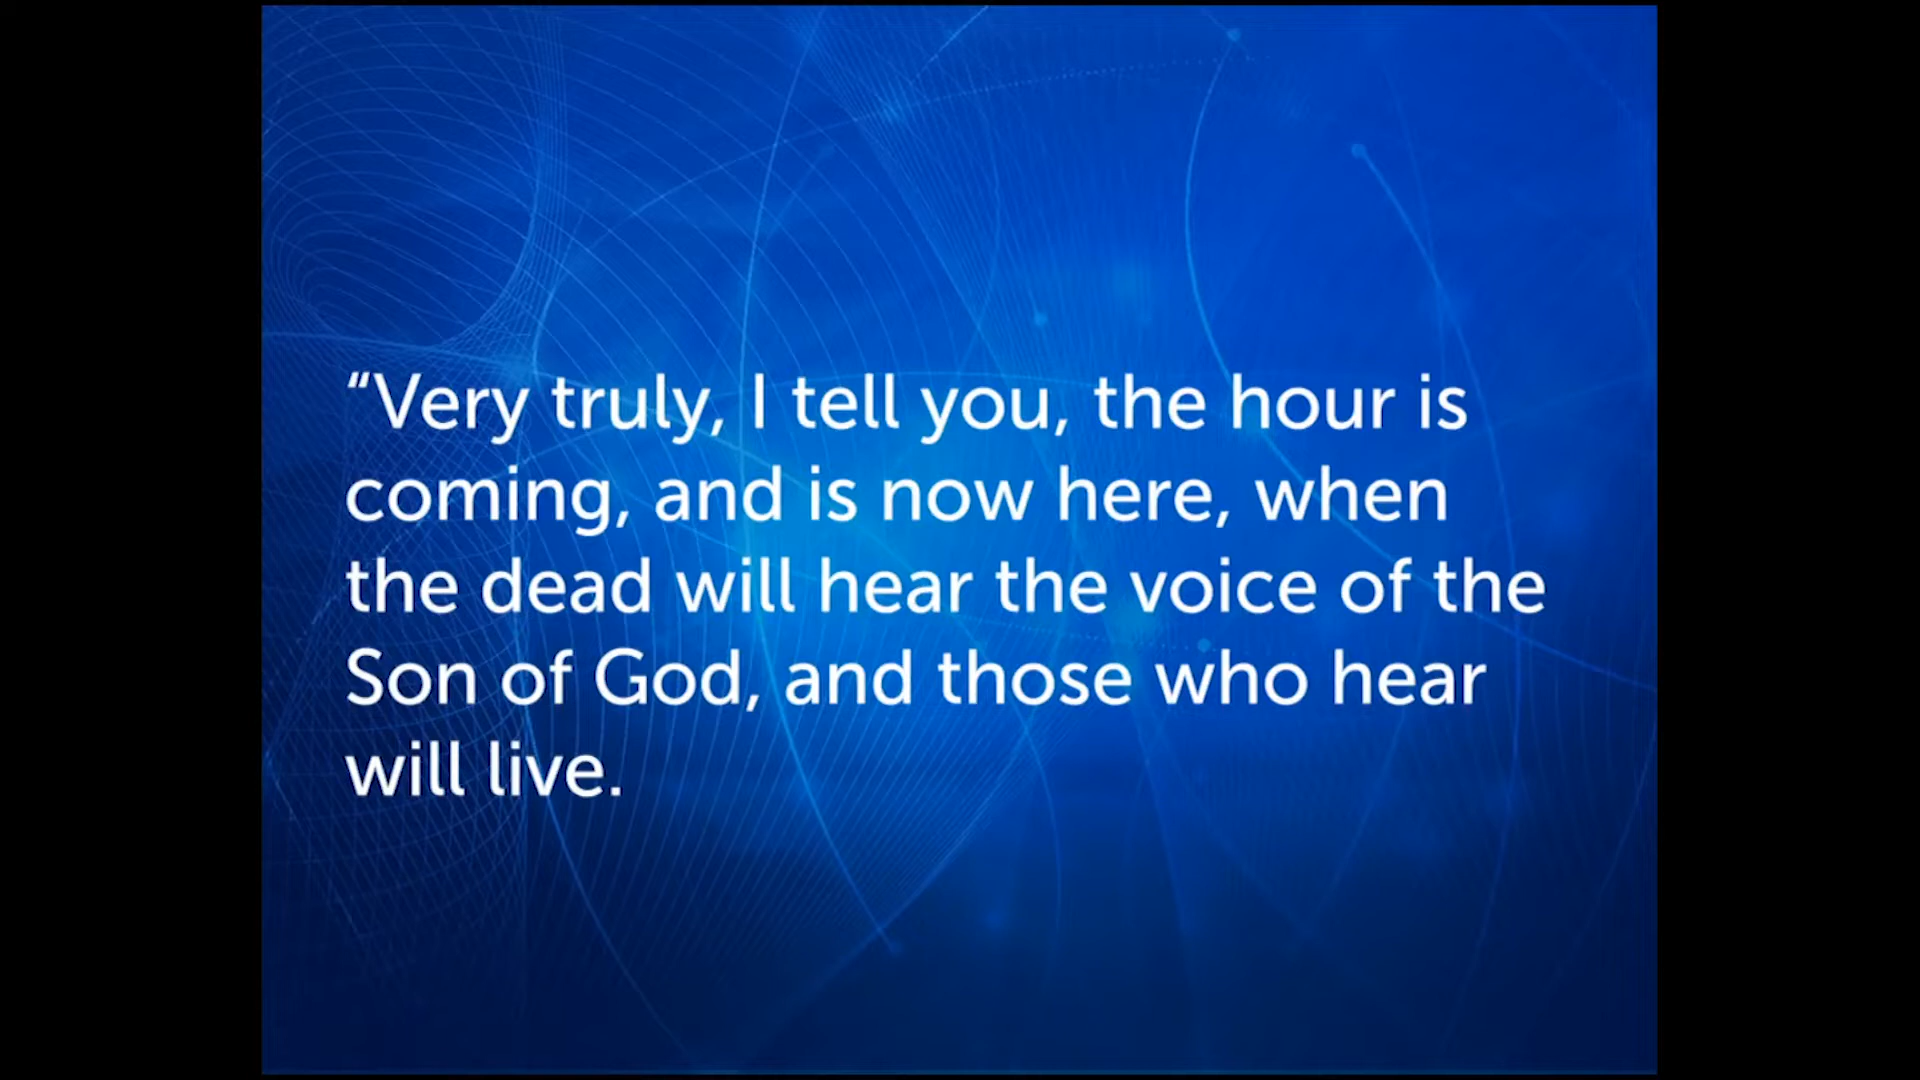 “Very truly, I tell you, the hour is
coming, and is now here, when
the dead will hear the voice of the
Son of God, and those who hear
will live.